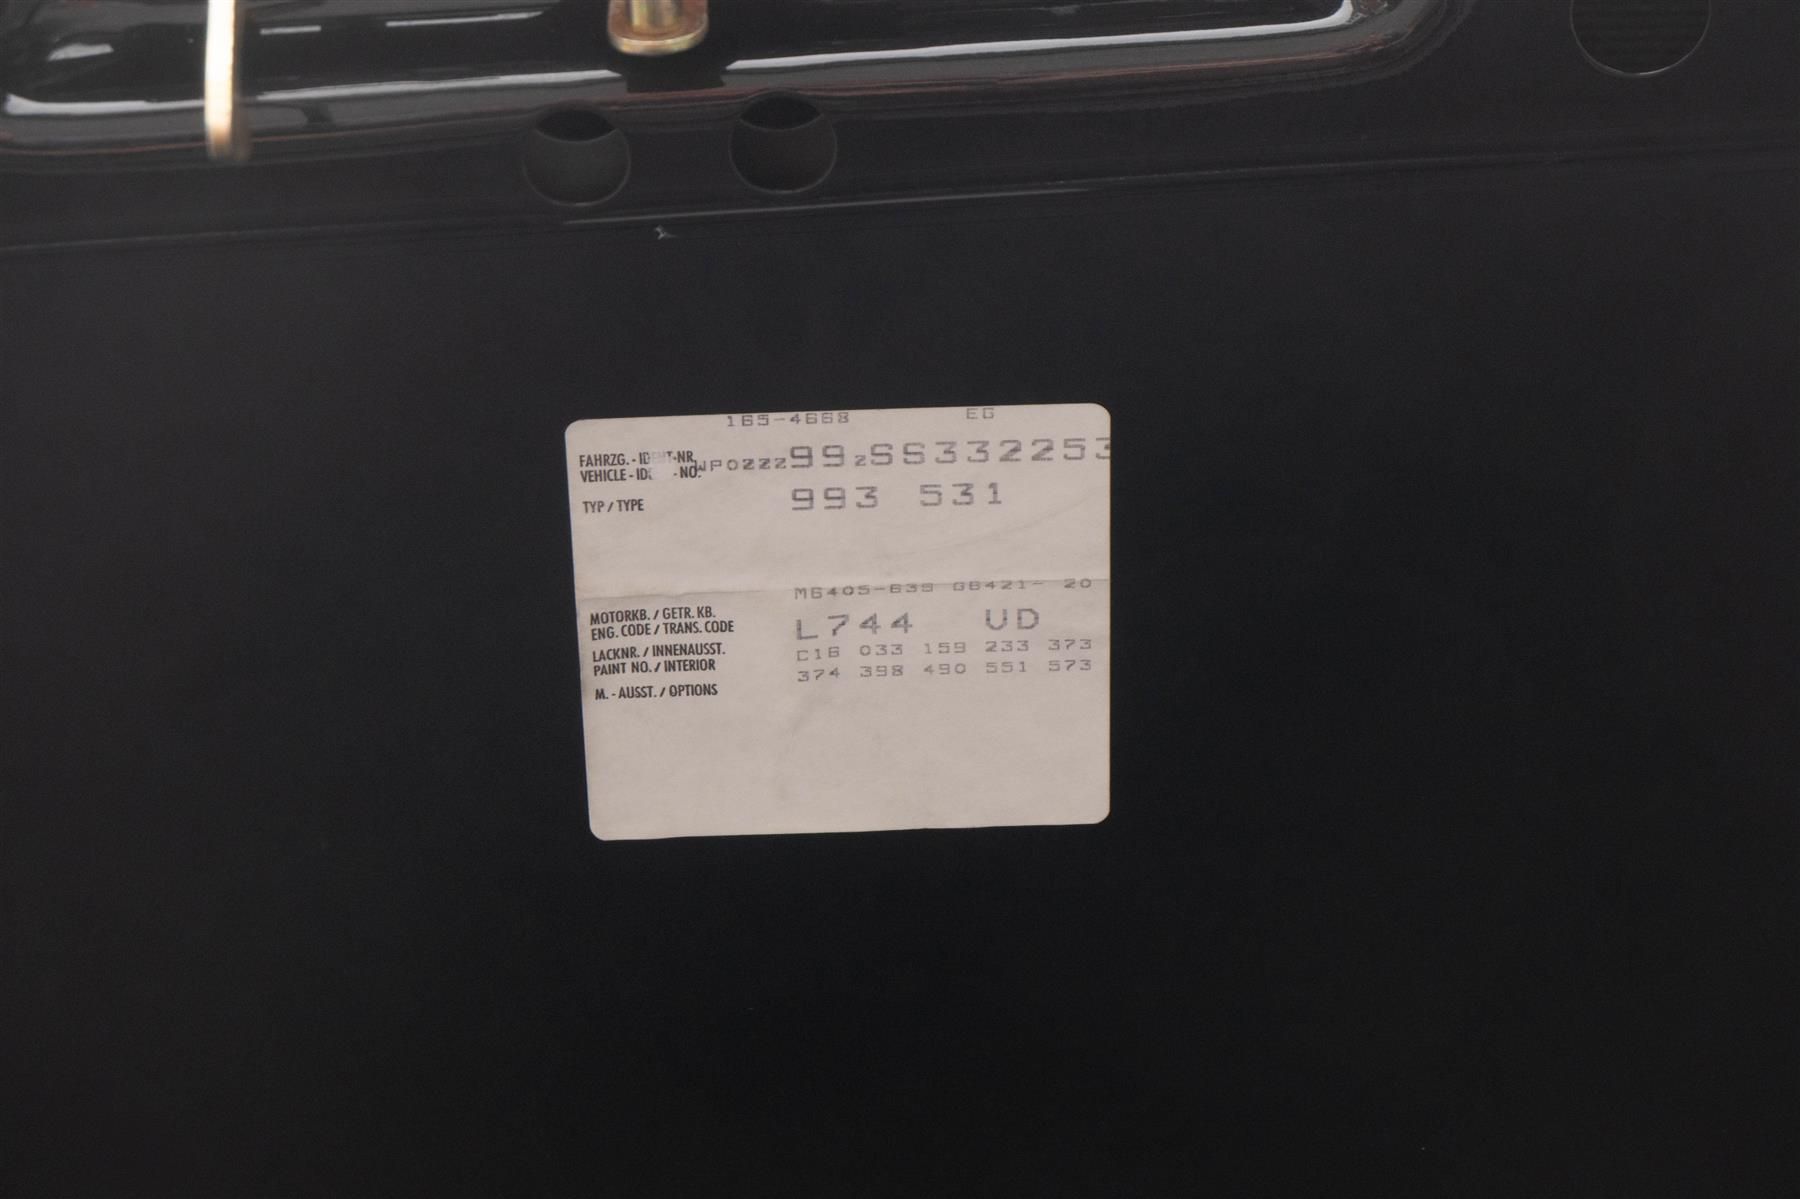 165-4668 EG
FAHRZG. - IDENT-NR.
VEHICLE - IDE -NO. WP0ZZZ99ZSS332253
TYP / TYPE 993 531
M6405-639 G6421- 20
MOTORKB. / GETR. KB.
ENG. CODE / TRANS. CODE L744 UD
LACKNR. / INNENAUSST. C16 033 159 233 373
PAINT NO. / INTERIOR 374 398 490 551 573
M. - AUSST. / OPTIONS